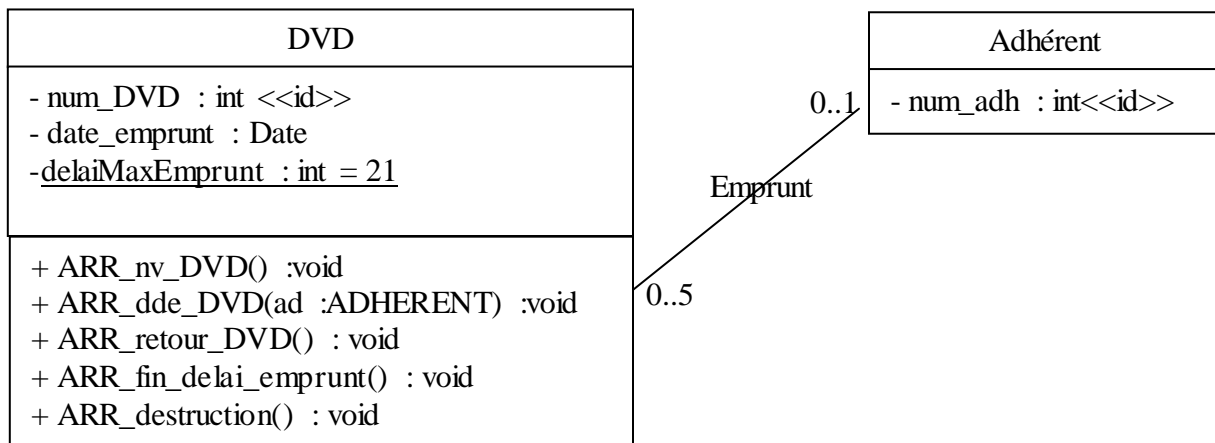 DVD
- num_DVD : int <<id>>
- date_emprunt : Date
-delaiMaxEmprunt : int = 21
+ ARR_nv_DVD() :void
+ ARR_dde_DVD(ad :ADHERENT) :void
+ ARR_retour_DVD() : void
+ ARR_fin_delai_emprunt() : void
+ ARR_destruction() : void
Adhérent
- num_adh : int<<id>>
0..1
Emprunt
0..5